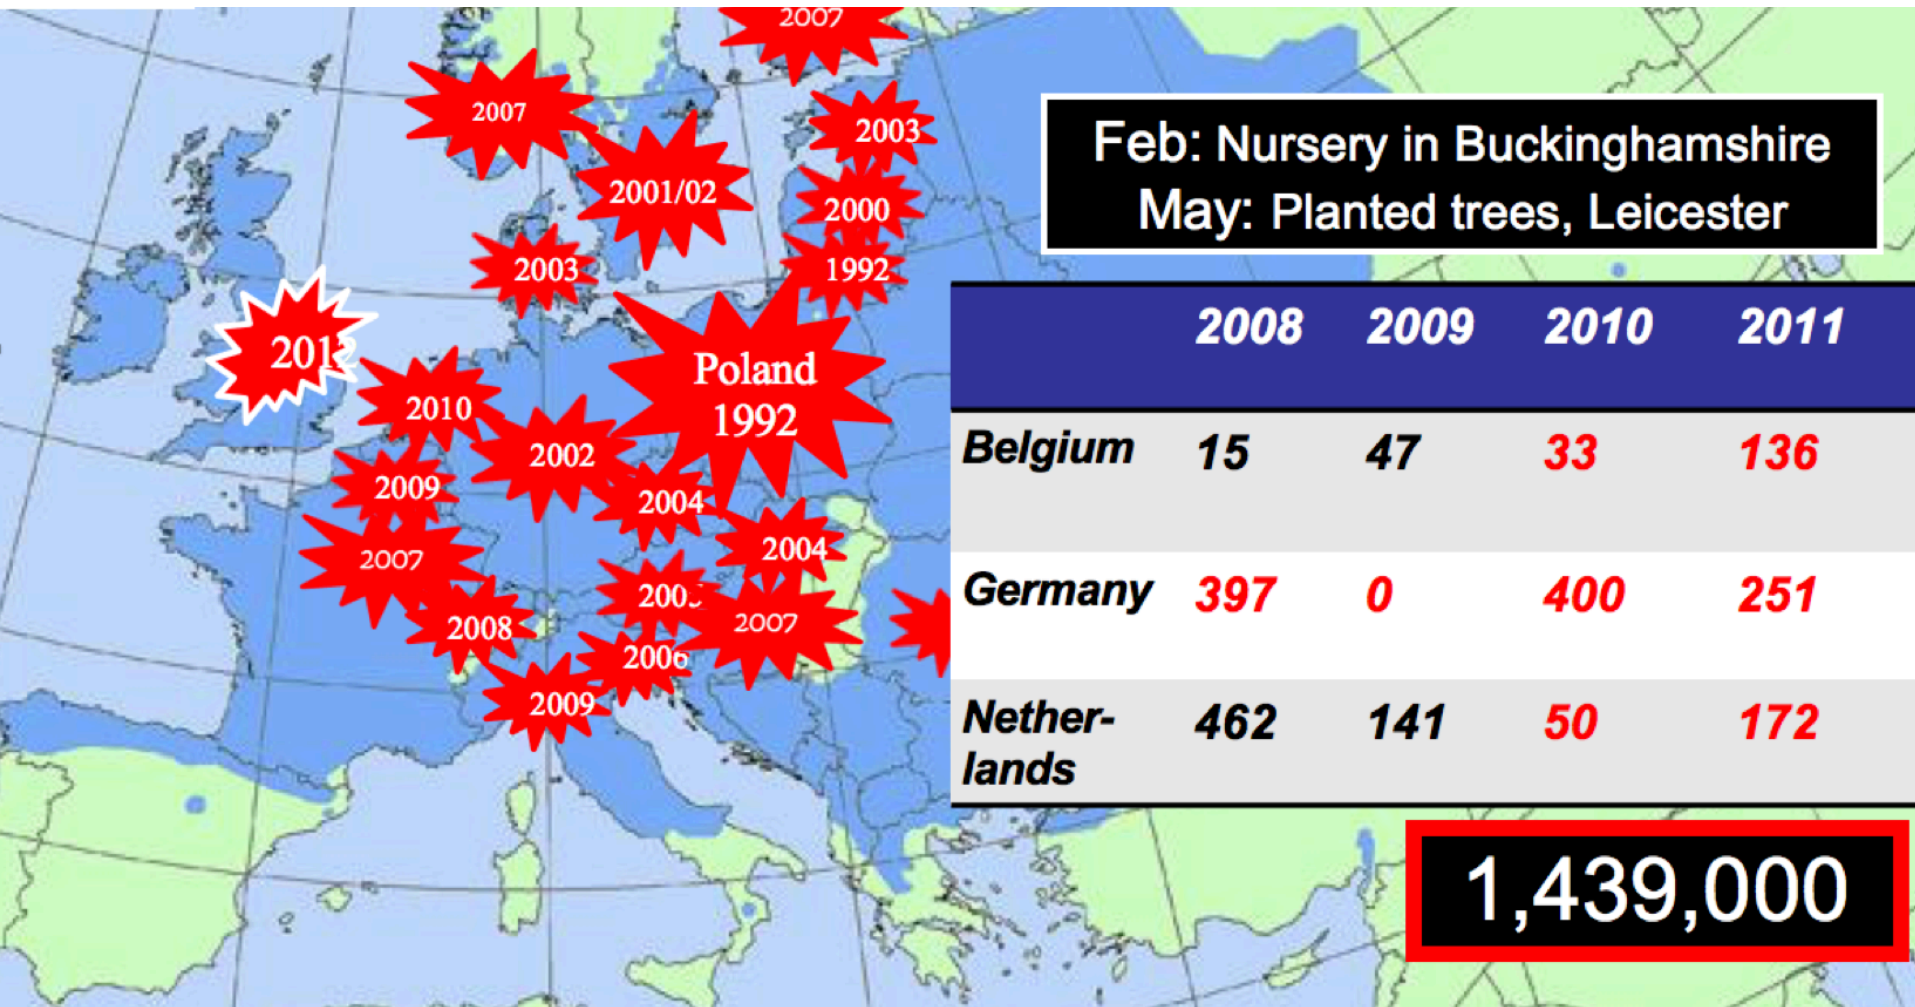 2007
2007
2003
2001/02
2000
2003
1992
2012
Poland
1992
2010
2002
2009
2004
2004
2007
2005
2008
2007
2006
2009
Feb: Nursery in Buckinghamshire
May: Planted trees, Leicester
2008 2009 2010 2011
Belgium 15 47 33 136
Germany 397 0 400 251
Nether- 462 141 50 172
lands
1,439,000